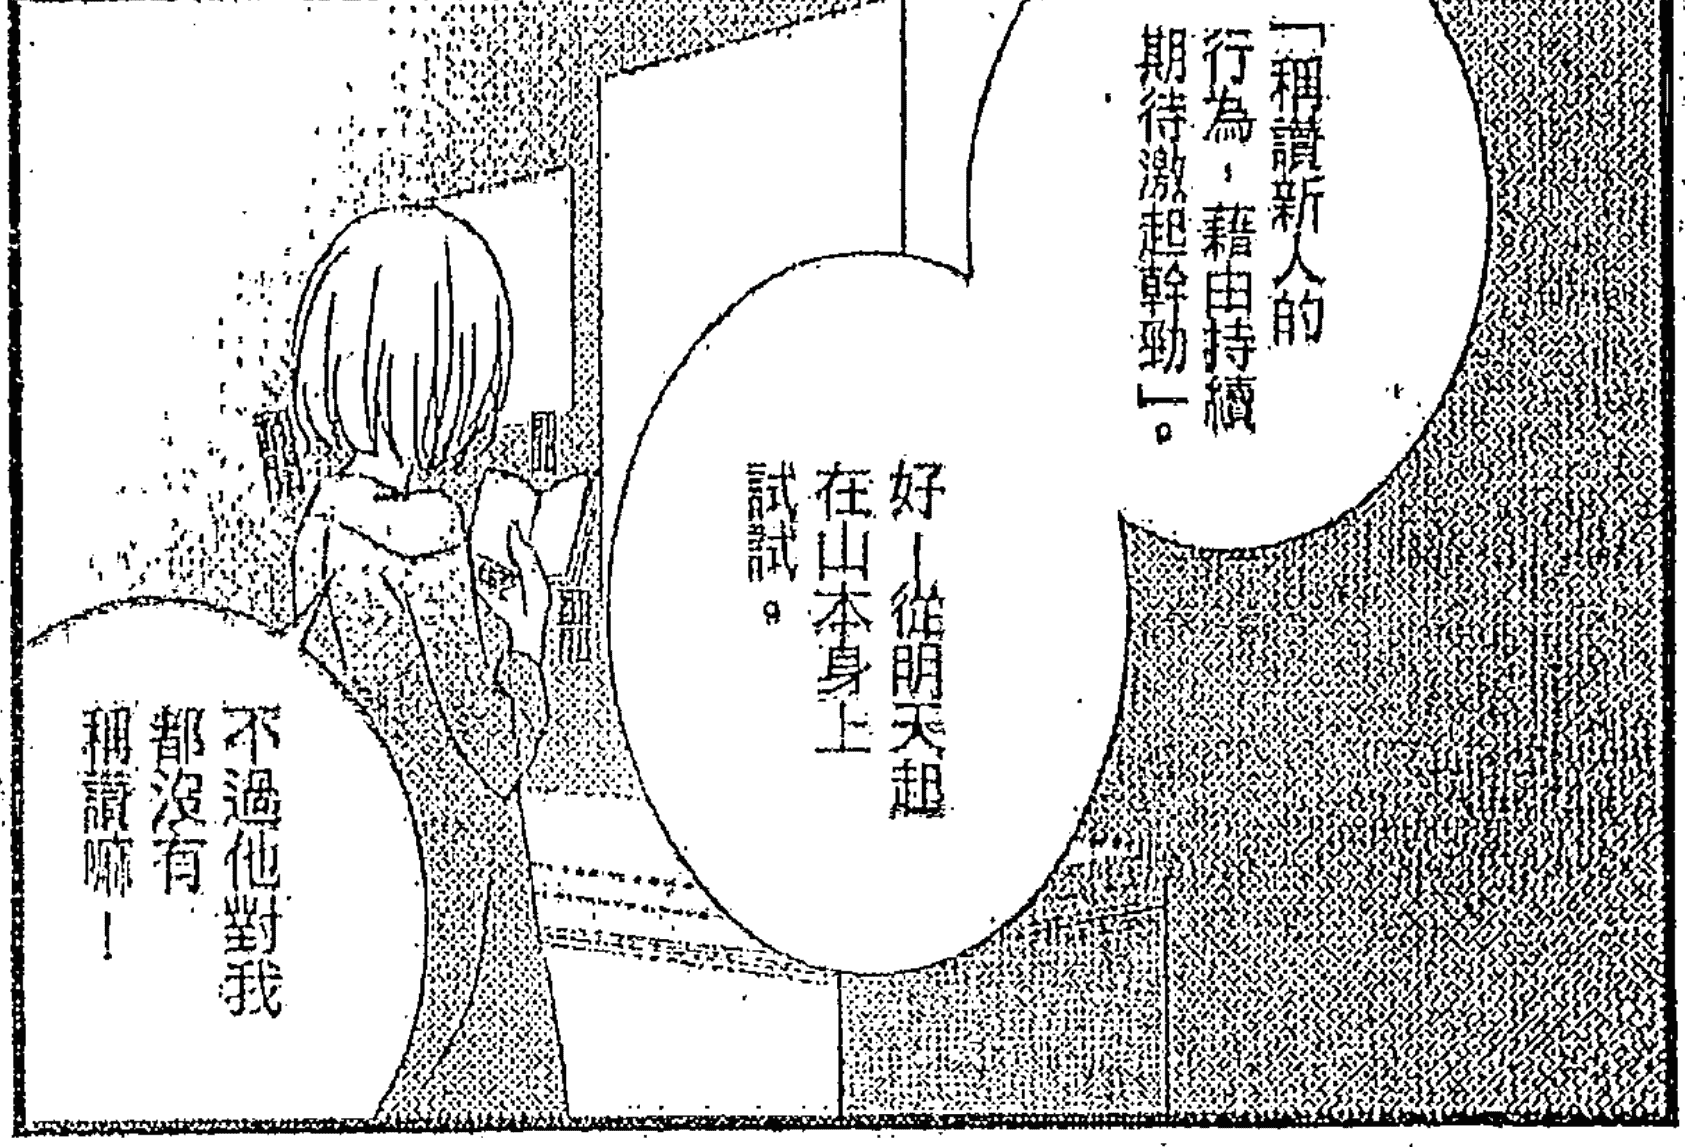 「稱讚新人的
行為，藉由持續
期待激起幹勁」。
好！從明天起
在山本身上
試試。
不過他對我
都沒有
稱讚嘛！